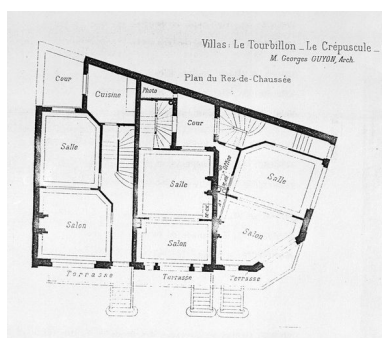 Villas: Le Tourbillon _ Le Crépuscule _
M. Georges GUYON, Arch.
Plan du Rez-de-Chaussée
Cour
Cuisine
Photo
Cour
Salle
Salle
Office
Salle
Salon
Salon
Salon
Terrasse
Terrasse
Terrasse